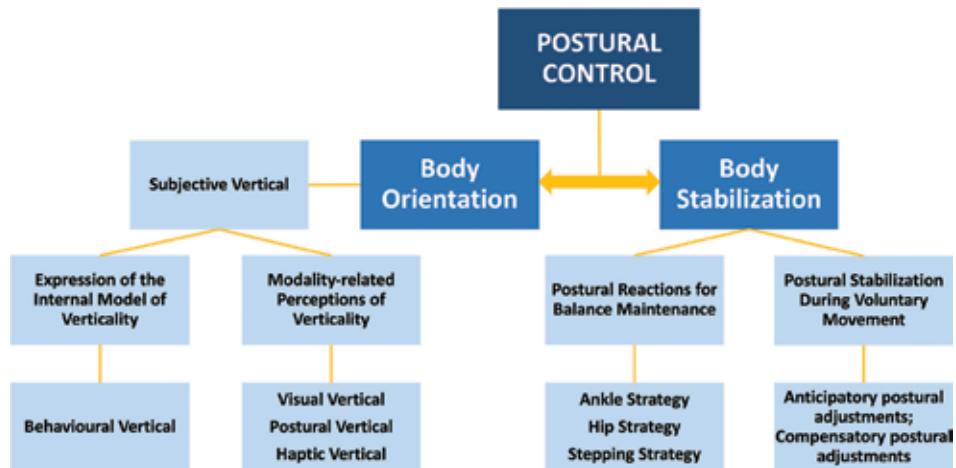 POSTURAL
CONTROL
Subjective Vertical
Body
Orientation
Body
Stabilization
Expression of the
Internal Model of
Verticality
Modality-related
Perceptions of
Verticality
Postural Reactions for
Balance Maintenance
Postural Stabilization
During Voluntary
Movement
Behavioural Vertical
Visual Vertical
Postural Vertical
Haptic Vertical
Ankle Strategy
Hip Strategy
Stepping Strategy
Anticipatory postural
adjustments;
Compensatory postural
adjustments